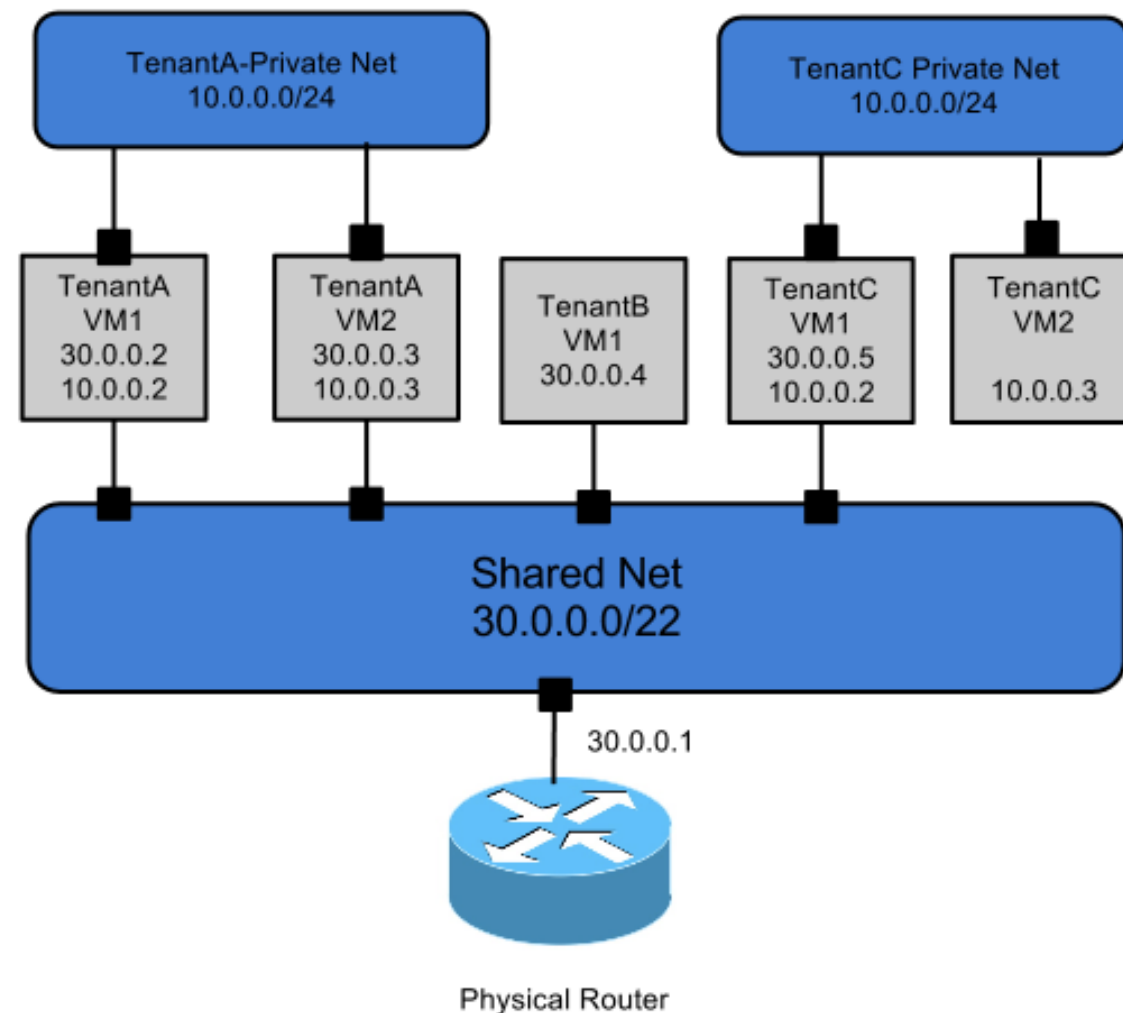 TenantA-Private Net
10.0.0.0/24
TenantC Private Net
10.0.0.0/24
TenantA
VM1
30.0.0.2
10.0.0.2
TenantA
VM2
30.0.0.3
10.0.0.3
TenantB
VM1
30.0.0.4
TenantC
VM1
30.0.0.5
10.0.0.2
TenantC
VM2
10.0.0.3
Shared Net
30.0.0.0/22
30.0.0.1
Physical Router